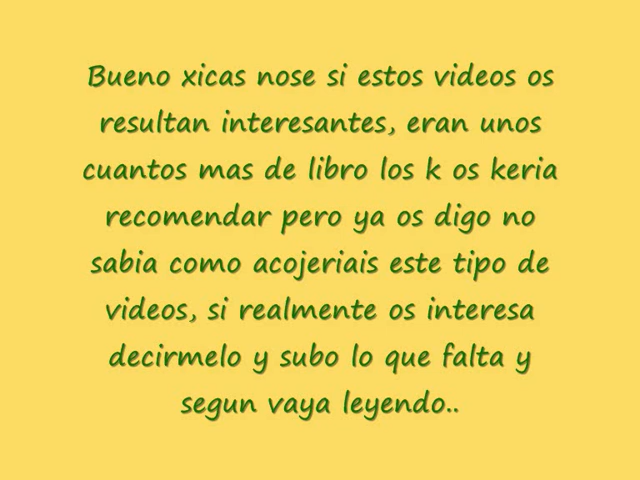 Bueno xicas nose si estos videos os
resultan interesantes, eran unos
cuantos mas de libro los k os keria
recomendar pero ya os digo no
sabia como acojeriais este tipo de
videos, si realmente os interesa
decirmelo y subo lo que falta y
segun vaya leyendo..